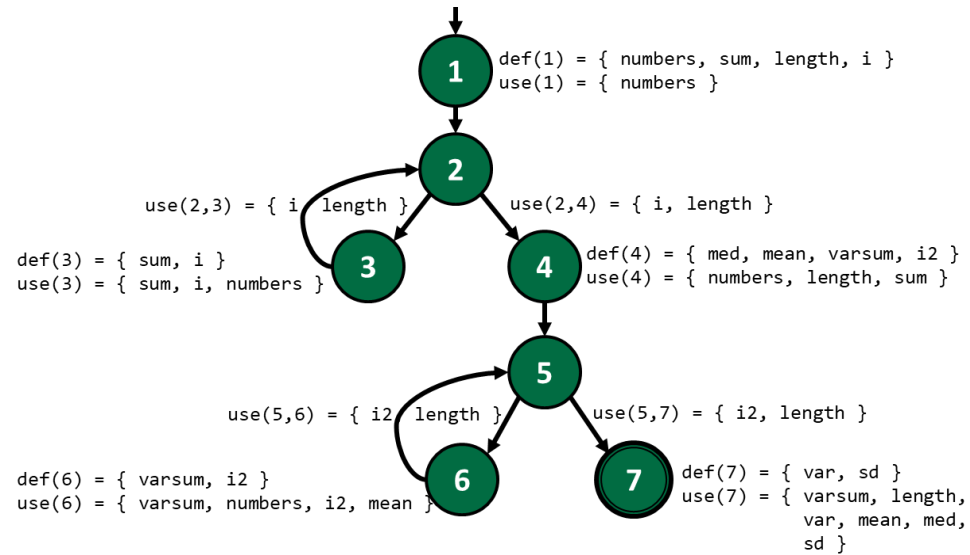 1
def(1) = { numbers, sum, length, i }
use(1) = { numbers }
2
use(2,3) = { i, length }
use(2,4) = { i, length }
def(3) = { sum, i }
use(3) = { sum, i, numbers }
3
4
def(4) = { med, mean, varsum, i2 }
use(4) = { numbers, length, sum }
5
use(5,6) = { i2, length }
use(5,7) = { i2, length }
def(6) = { varsum, i2 }
use(6) = { varsum, numbers, i2, mean }
6
7
def(7) = { var, sd }
use(7) = { varsum, length,
var, mean, med,
sd }